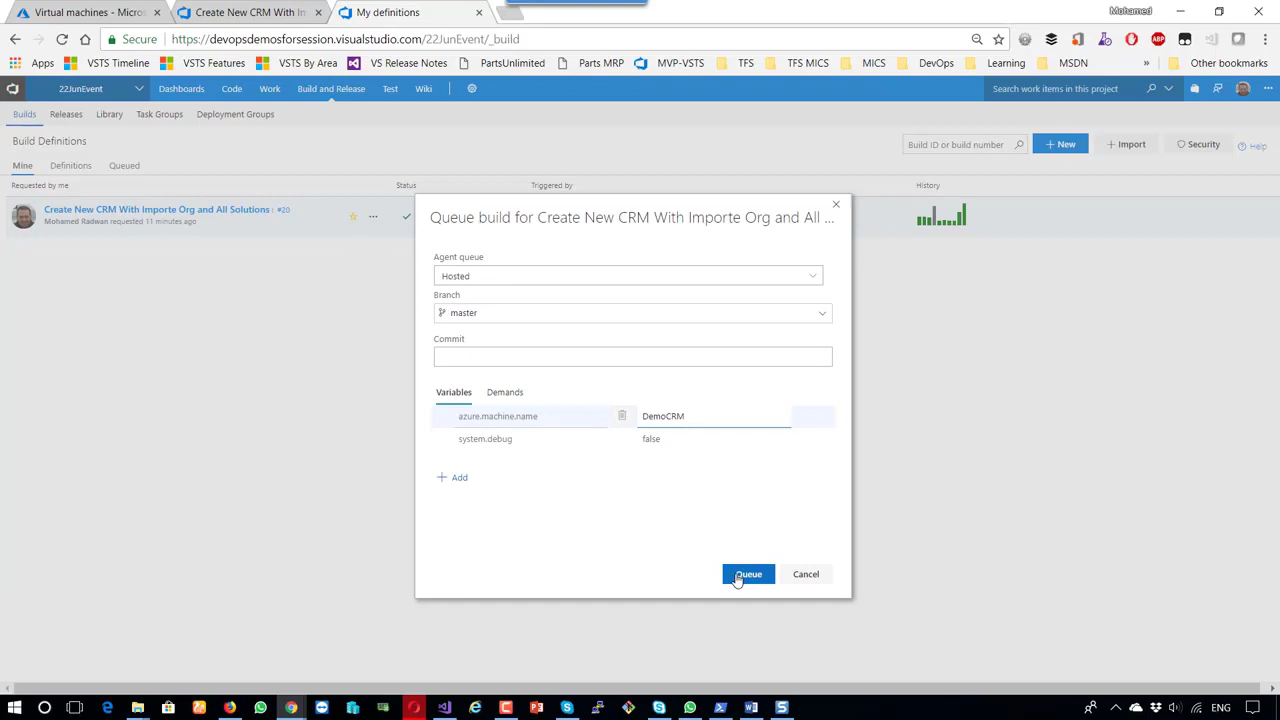 Virtual machines - Micros
Create New CRM With Im
My definitions
Mohamed
Secure
https://devopsdemosforsession.visualstudio.com/22JunEvent/_build
Apps
VSTS Timeline
VSTS Features
VSTS By Area
VS Release Notes
PartsUnlimited
Parts MRP
MVP-VSTS
TFS
TFS MICS
MICS
DevOps
Learning
MSDN
»
Other bookmarks
22JunEvent
Dashboards
Code
Work
Build and Release
Test
Wiki
Search work items in this project
Builds
Releases
Library
Task Groups
Deployment Groups
Build Definitions
Build ID or build number
+ New
+ Import
Security
Help
Mine
Definitions
Queued
Requested by me
Status
Triggered by
History
Create New CRM With Importe Org and All Solutions : #20
Mohamed Radwan requested 11 minutes ago
Queue build for Create New CRM With Importe Org and All ...
Agent queue
Hosted
Branch
master
Commit
Variables
Demands
azure.machine.name
DemoCRM
system.debug
false
+ Add
Queue
Cancel
ENG